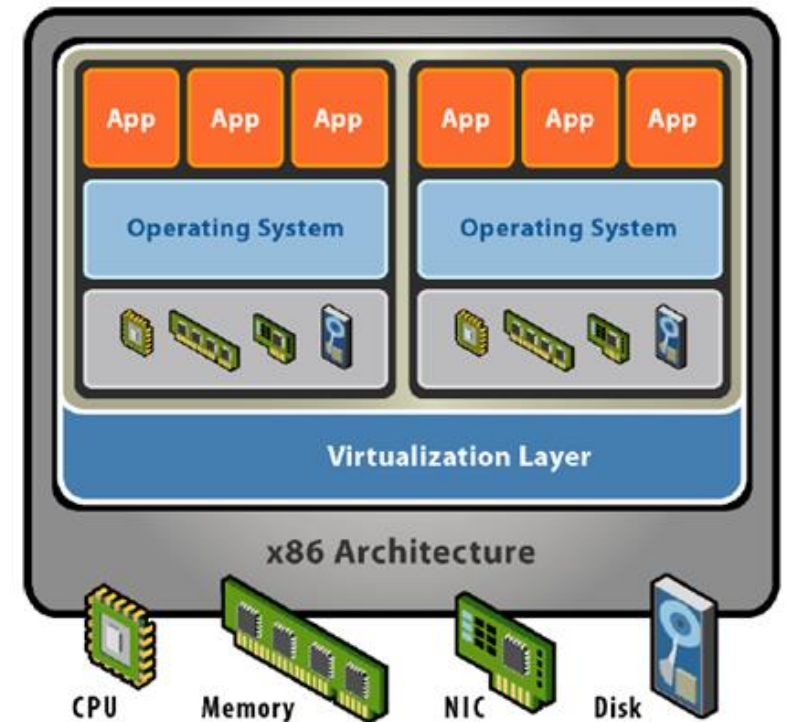 App App App App App App
Operating System Operating System
Virtualization Layer
x86 Architecture
CPU Memory NIC Disk